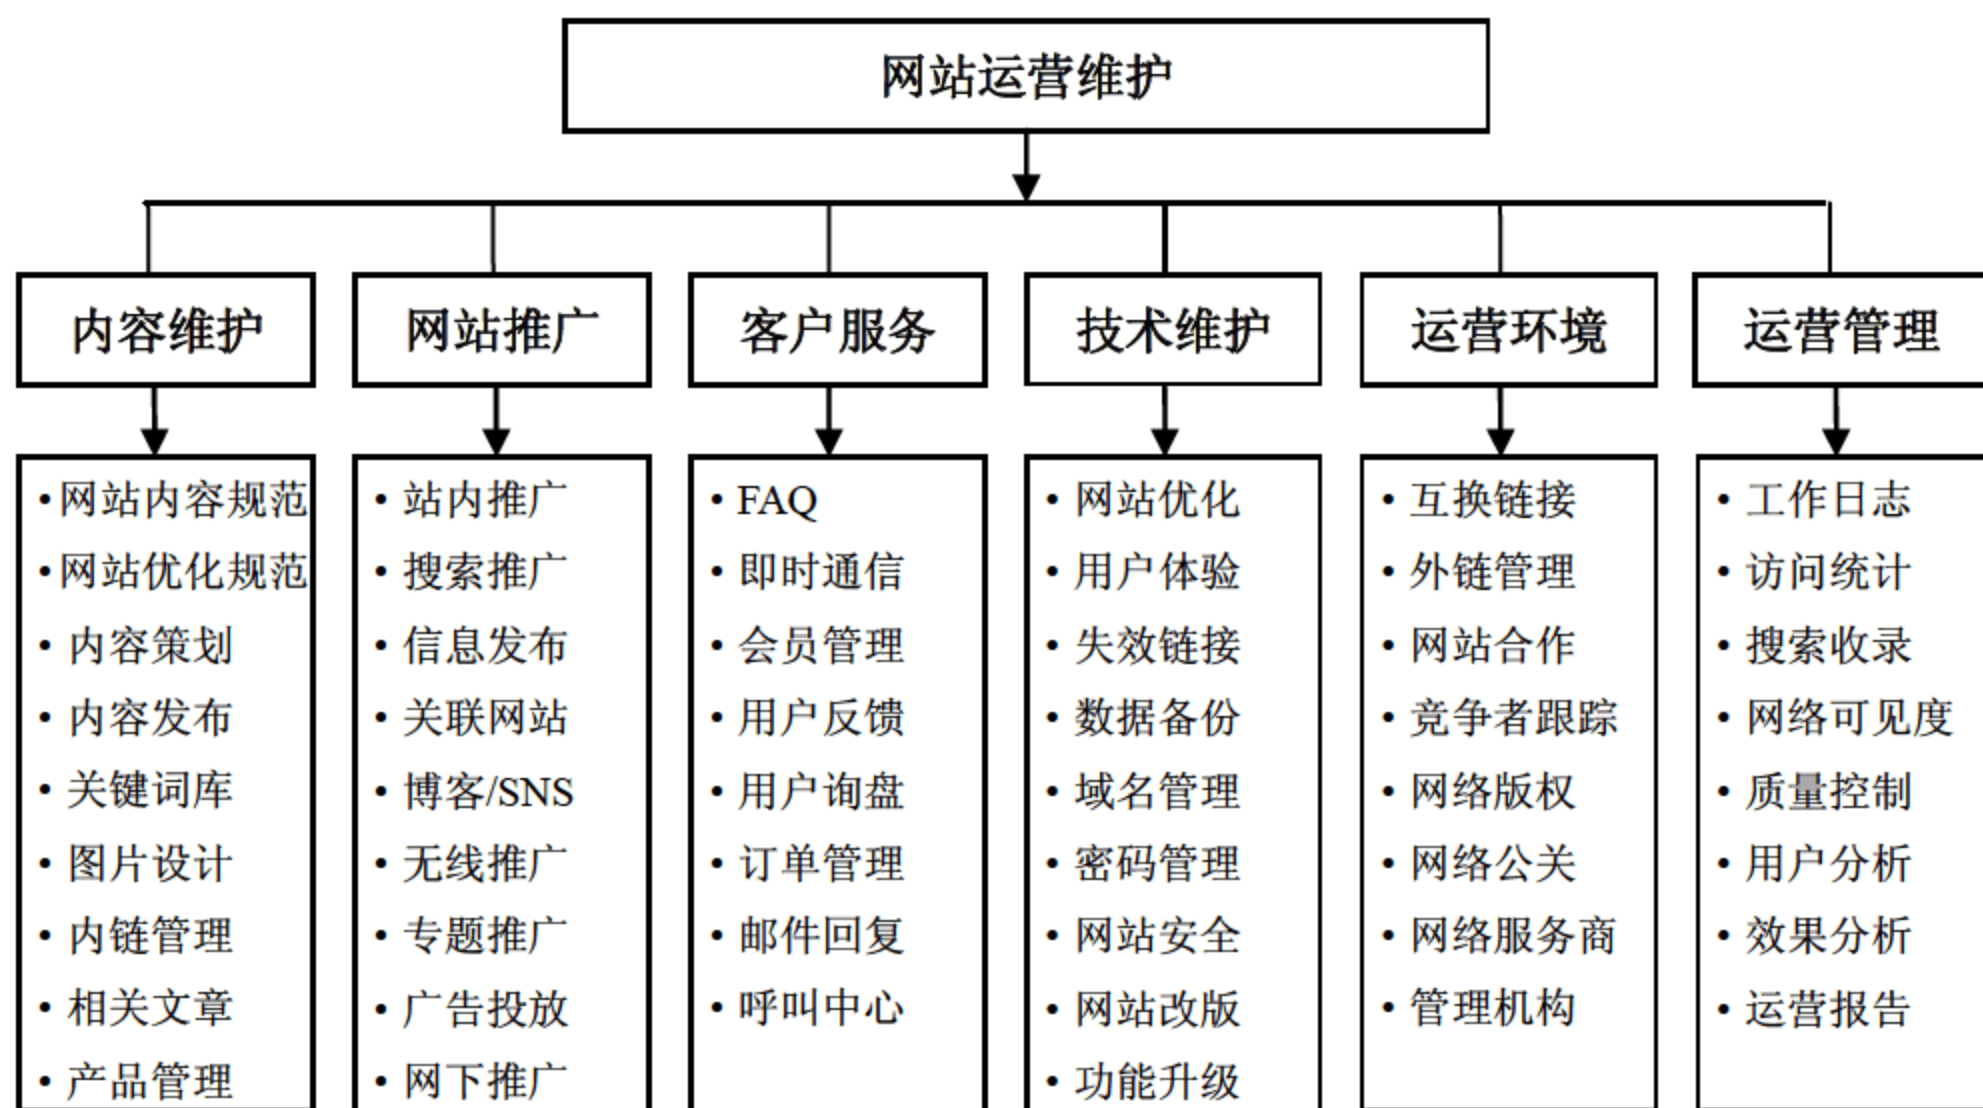 网站运营维护
内容维护
网站推广
客户服务
技术维护
运营环境
运营管理
•网站内容规范
•网站优化规范
• 内容策划
• 内容发布
• 关键词库
• 图片设计
• 内链管理
• 相关文章
• 产品管理
• 站内推广
• 搜索推广
• 信息发布
• 关联网站
• 博客/SNS
• 无线推广
• 专题推广
• 广告投放
• 网下推广
• FAQ
• 即时通信
• 会员管理
• 用户反馈
• 用户询盘
• 订单管理
• 邮件回复
• 呼叫中心
• 网站优化
• 用户体验
• 失效链接
• 数据备份
• 域名管理
• 密码管理
• 网站安全
• 网站改版
• 功能升级
• 互换链接
• 外链管理
• 网站合作
• 竞争者跟踪
• 网络版权
• 网络公关
• 网络服务商
• 管理机构
• 工作日志
• 访问统计
• 搜索收录
• 网络可见度
• 质量控制
• 用户分析
• 效果分析
• 运营报告